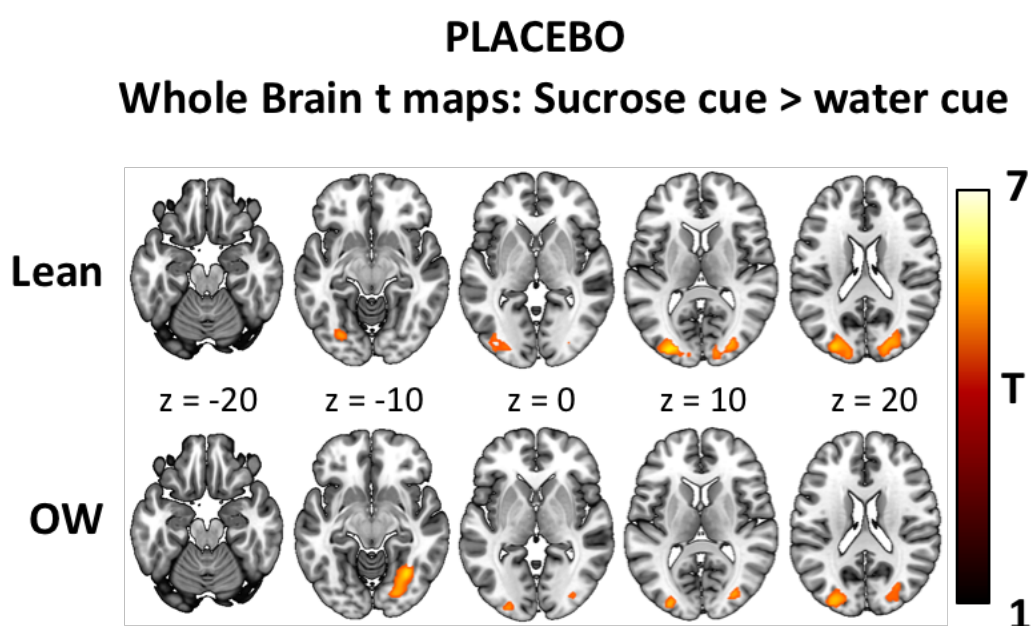 PLACEBO
Whole Brain t maps: Sucrose cue > water cue
7
Lean
T
z = -20
z = -10
z = 0
z = 10
z = 20
OW
1